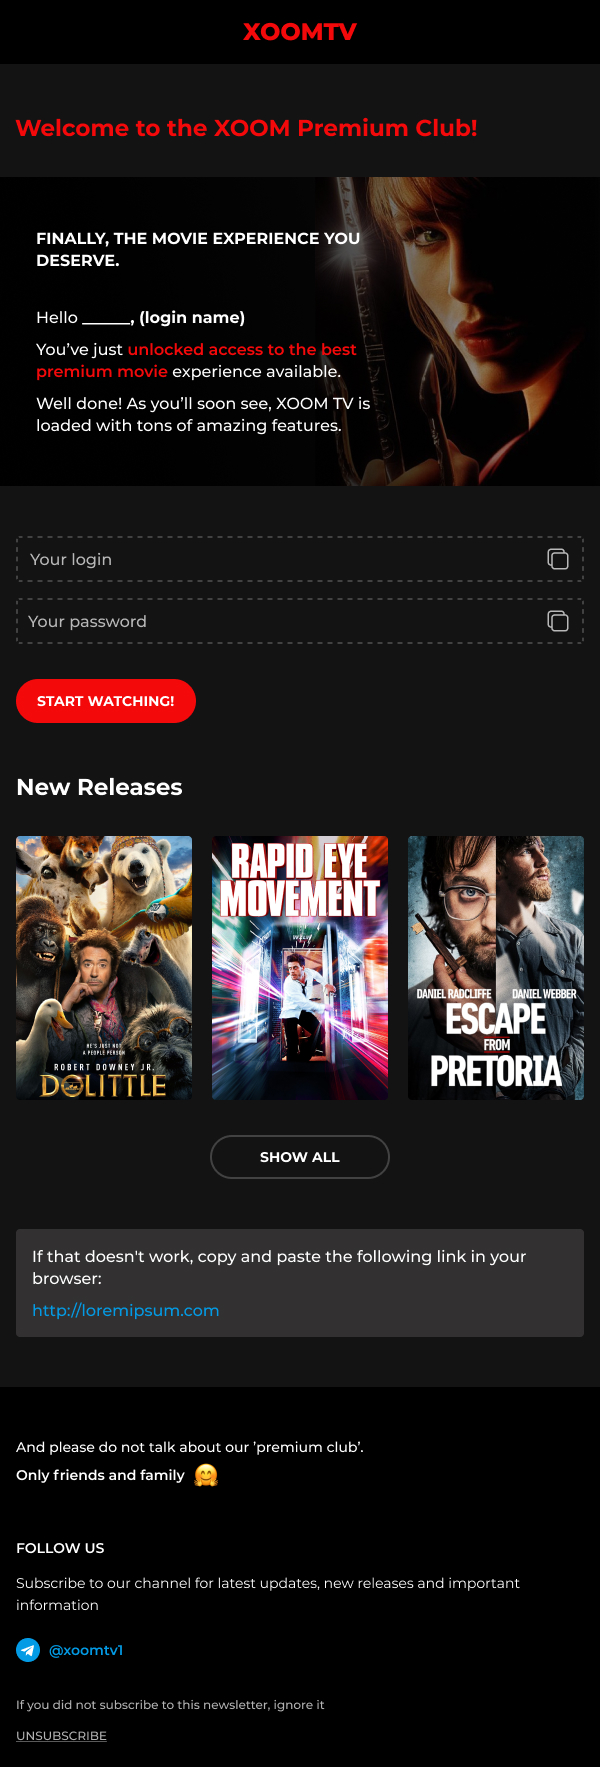 XOOMTV
Welcome to the XOOM Premium Club!
FINALLY, THE MOVIE EXPERIENCE YOU
DESERVE.
Hello ______, (login name)
You’ve just unlocked access to the best
premium movie experience available.
Well done! As you’ll soon see, XOOM TV is
loaded with tons of amazing features.
Your login
Your password
START WATCHING!
New Releases
HE'S JUST NOT
A PEOPLE PERSON
ROBERT DOWNEY JR.
DOLITTLE
RAPID EYE
MOVEMENT
DANIEL RADCLIFFE DANIEL WEBBER
ESCAPE
FROM
PRETORIA
SHOW ALL
If that doesn't work, copy and paste the following link in your
browser:
http://loremipsum.com
And please do not talk about our ’premium club’.
Only friends and family 🤗
FOLLOW US
Subscribe to our channel for latest updates, new releases and important
information
@xoomtv1
If you did not subscribe to this newsletter, ignore it
UNSUBSCRIBE